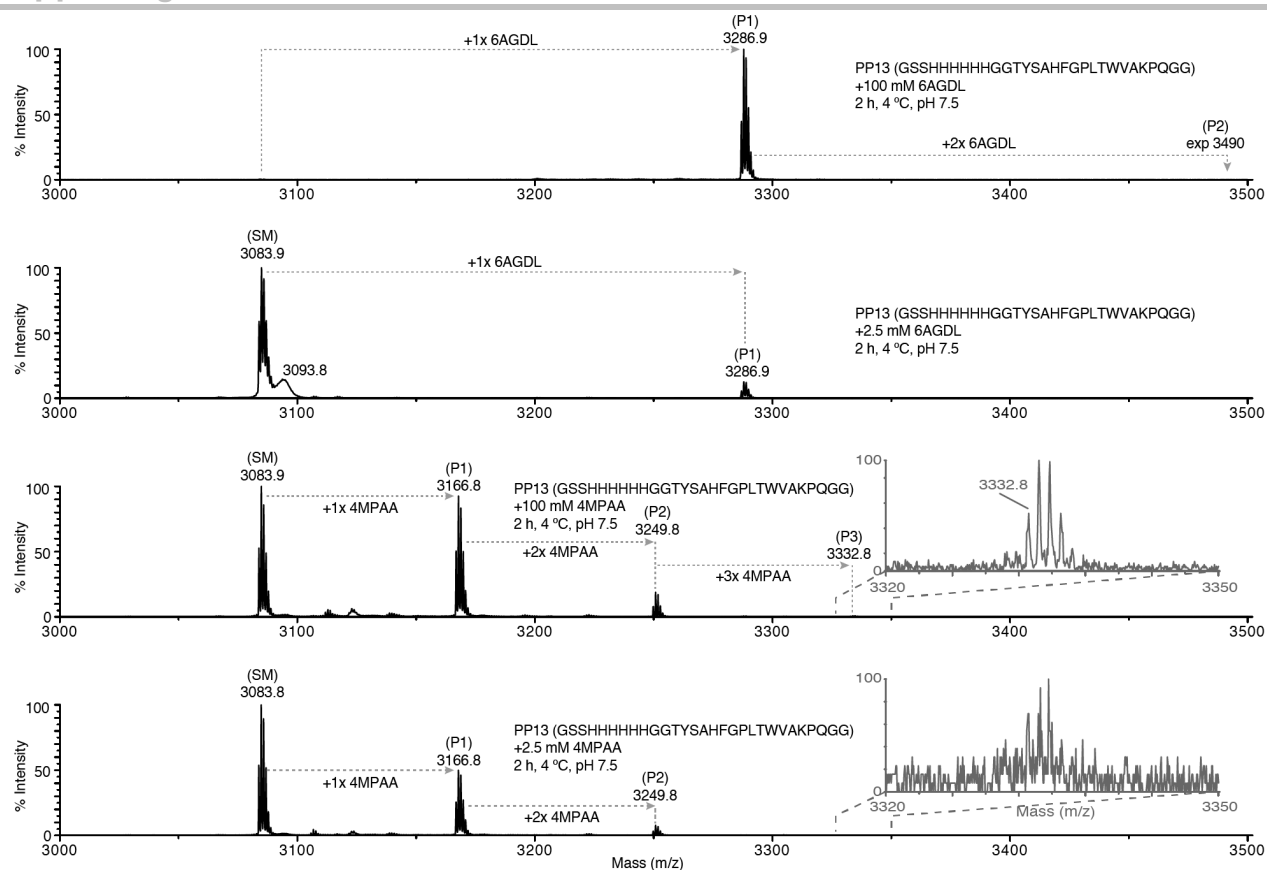 (P1)
3286.9
+1x 6AGDL
PP13 (GSSHHHHHHGGTYSAHFGPLTWVAKPQGG)
+100 mM 6AGDL
2 h, 4 ºC, pH 7.5
(P2)
exp 3490
+2x 6AGDL
% Intensity
100
50
0
3000
3100
3200
3300
3400
3500
(SM)
3083.9
+1x 6AGDL
PP13 (GSSHHHHHHGGTYSAHFGPLTWVAKPQGG)
+2.5 mM 6AGDL
2 h, 4 ºC, pH 7.5
(P1)
3286.9
3093.8
% Intensity
100
50
0
3000
3100
3200
3300
3400
3500
(SM)
3083.9
+1x 4MPAA
(P1)
3166.8
PP13 (GSSHHHHHHGGTYSAHFGPLTWVAKPQGG)
+100 mM 4MPAA
2 h, 4 ºC, pH 7.5
(P2)
3249.8
+2x 4MPAA
(P3)
3332.8
+3x 4MPAA
100
3332.8
0
3320
3350
% Intensity
100
50
0
3000
3100
3200
3300
3400
3500
(SM)
3083.8
+1x 4MPAA
(P1)
3166.8
PP13 (GSSHHHHHHGGTYSAHFGPLTWVAKPQGG)
+2.5 mM 4MPAA
2 h, 4 ºC, pH 7.5
(P2)
3249.8
+2x 4MPAA
100
0
3320
Mass (m/z)
3350
% Intensity
100
50
0
3000
3100
3200
3300
3400
3500
Mass (m/z)